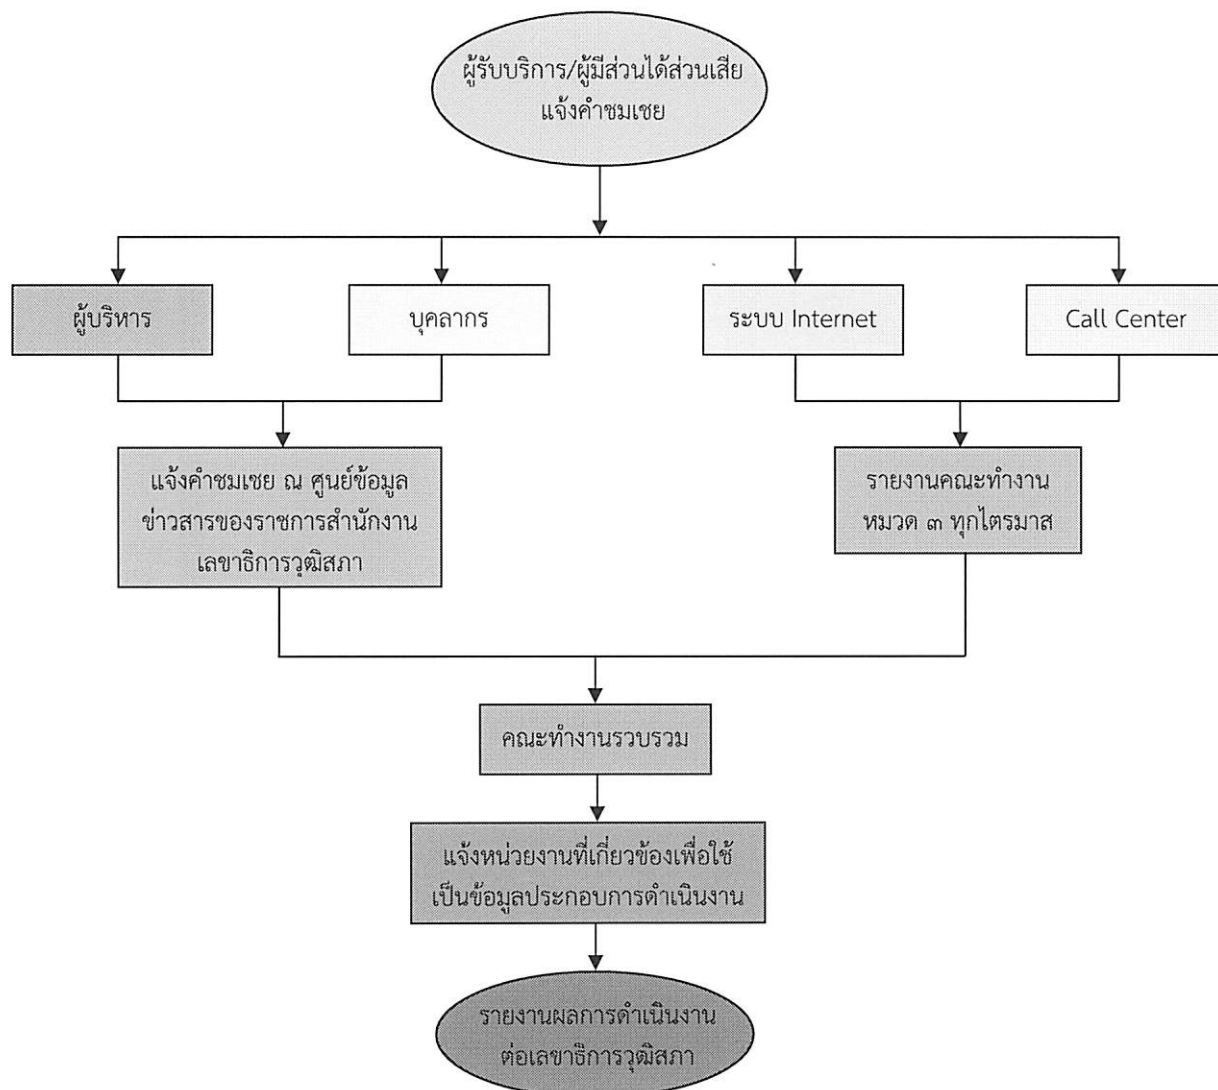 ผู้รับบริการ/ผู้มีส่วนได้ส่วนเสีย
แจ้งคำชมเชย
ผู้บริหาร
บุคลากร
ระบบ Internet
Call Center
แจ้งคำชมเชย ณ ศูนย์ข้อมูล
ข่าวสารของราชการสำนักงาน
เลขาธิการวุฒิสภา
รายงานคณะทำงาน
หมวด ๓ ทุกไตรมาส
คณะทำงานรวบรวม
แจ้งหน่วยงานที่เกี่ยวข้องเพื่อใช้
เป็นข้อมูลประกอบการดำเนินงาน
รายงานผลการดำเนินงาน
ต่อเลขาธิการวุฒิสภา